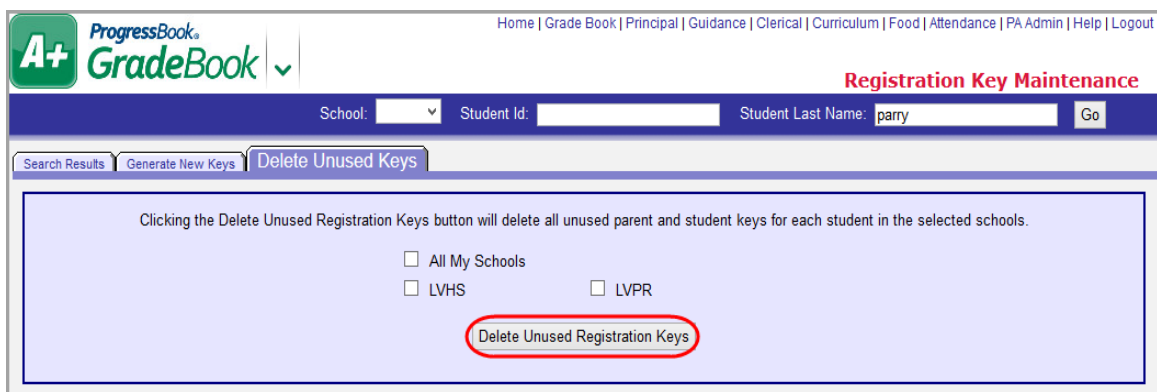 A+
ProgressBook®
GradeBook
Home | Grade Book | Principal | Guidance | Clerical | Curriculum | Food | Attendance | PA Admin | Help | Logout
Registration Key Maintenance
School: Student Id: Student Last Name: parry Go
Search Results Generate New Keys Delete Unused Keys
Clicking the Delete Unused Registration Keys button will delete all unused parent and student keys for each student in the selected schools.
All My Schools
LVHS LVPR
Delete Unused Registration Keys